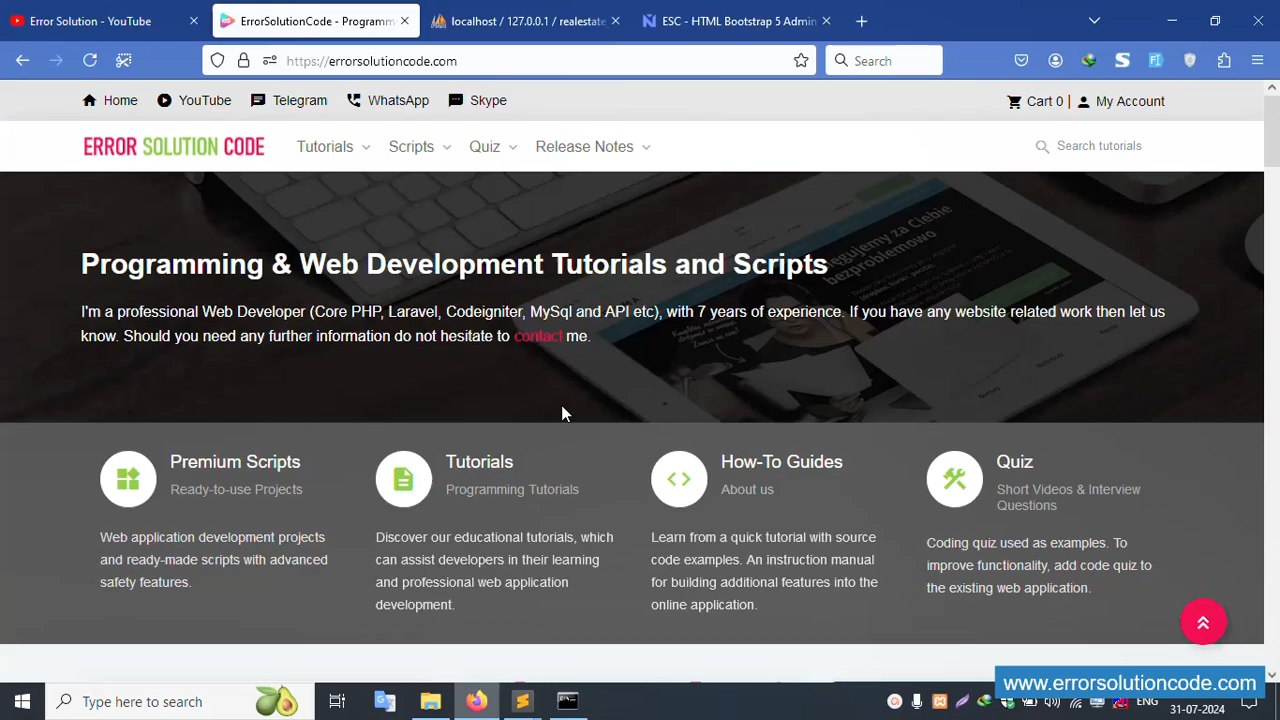 Error Solution - YouTube
ErrorSolutionCode - Programm
localhost / 127.0.0.1 / realestate
ESC - HTML Bootstrap 5 Admin
https://errorsolutioncode.com
Search
Home
YouTube
Telegram
WhatsApp
Skype
Cart 0 |
My Account
ERROR SOLUTION CODE
Tutorials
Scripts
Quiz
Release Notes
Search tutorials
Programming & Web Development Tutorials and Scripts
I'm a professional Web Developer (Core PHP, Laravel, Codeigniter, MySql and API etc), with 7 years of experience. If you have any website related work then let us
know. Should you need any further information do not hesitate to contact me.
Premium Scripts
Ready-to-use Projects
Web application development projects
and ready-made scripts with advanced
safety features.
Tutorials
Programming Tutorials
Discover our educational tutorials, which
can assist developers in their learning
and professional web application
development.
How-To Guides
About us
Learn from a quick tutorial with source
code examples. An instruction manual
for building additional features into the
online application.
Quiz
Short Videos & Interview
Questions
Coding quiz used as examples. To
improve functionality, add code quiz to
the existing web application.
www.errorsolutioncode.com
Type here to search
ENG
31-07-2024